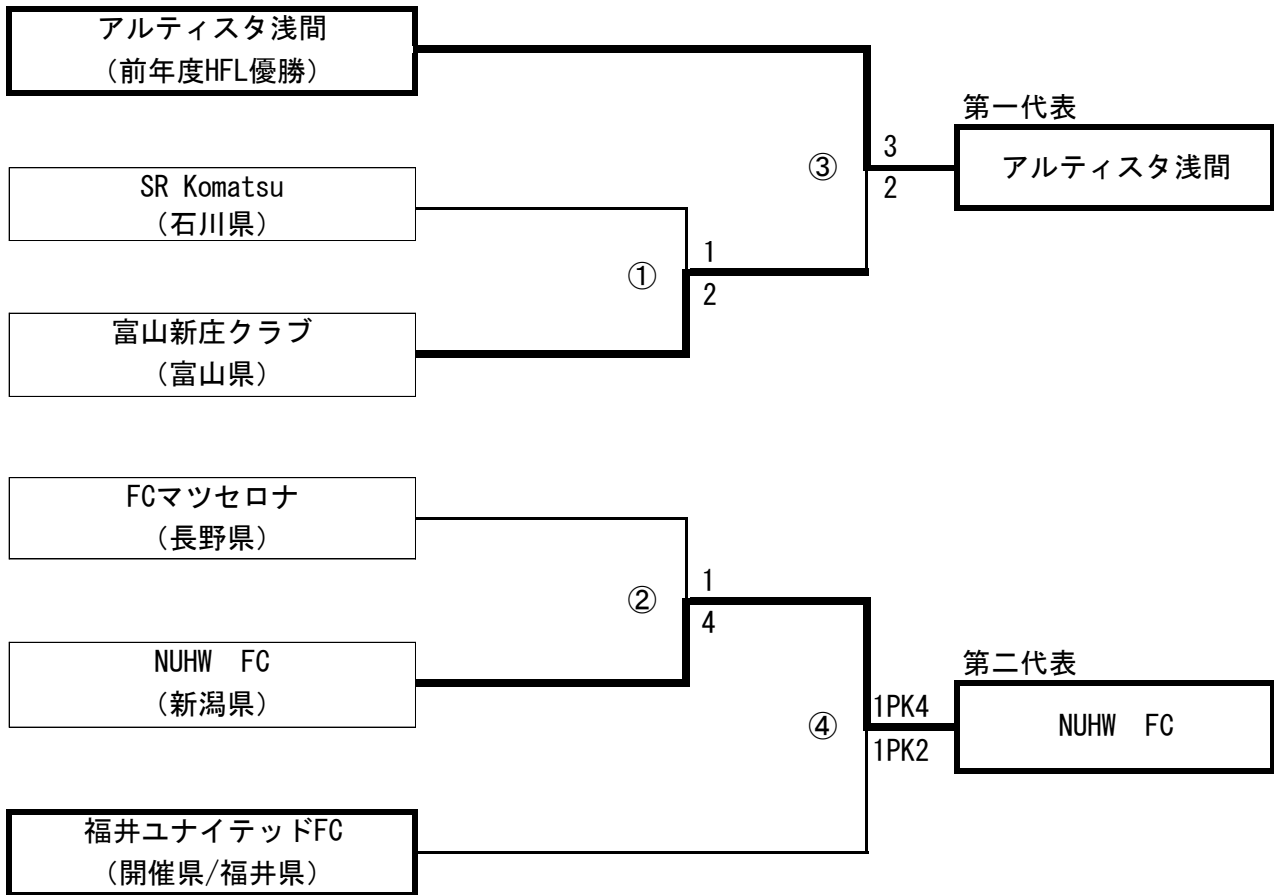 アルティスタ浅間
（前年度HFL優勝）
第一代表
アルティスタ浅間
③
3
2
SR Komatsu
（石川県）
①
1
2
富山新庄クラブ
（富山県）
FCマツセロナ
（長野県）
②
1
4
NUHW　FC
（新潟県）
第二代表
NUHW　FC
④
1PK4
1PK2
福井ユナイテッドFC
（開催県/福井県）